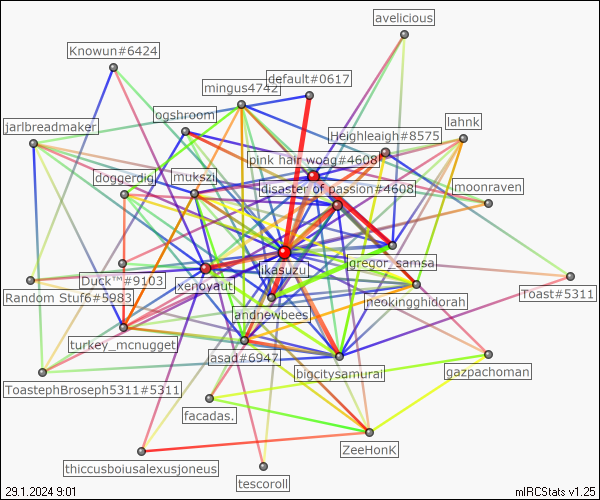 avelicious
Knowun#6424
default#0617
mingus4742
ogshroom
jarlbreadmaker
lahnk
Heighleaigh#8575
pink hair woag#4608
doggerdigi
mukszi
disaster of passion#4608
moonraven
likasuzu
gregor_samsa
Duck™#9103
xenoyaut
Toast#5311
Random Stuf6#5983
neokingghidorah
andnewbees
turkey_mcnugget
asad#6947
bigcitysamurai
gazpachoman
ToastephBroseph5311#5311
facadas.
ZeeHonK
thiccusboiusalexusjoneus
tescoroll
29.1.2024 9:01
mIRCStats v1.25